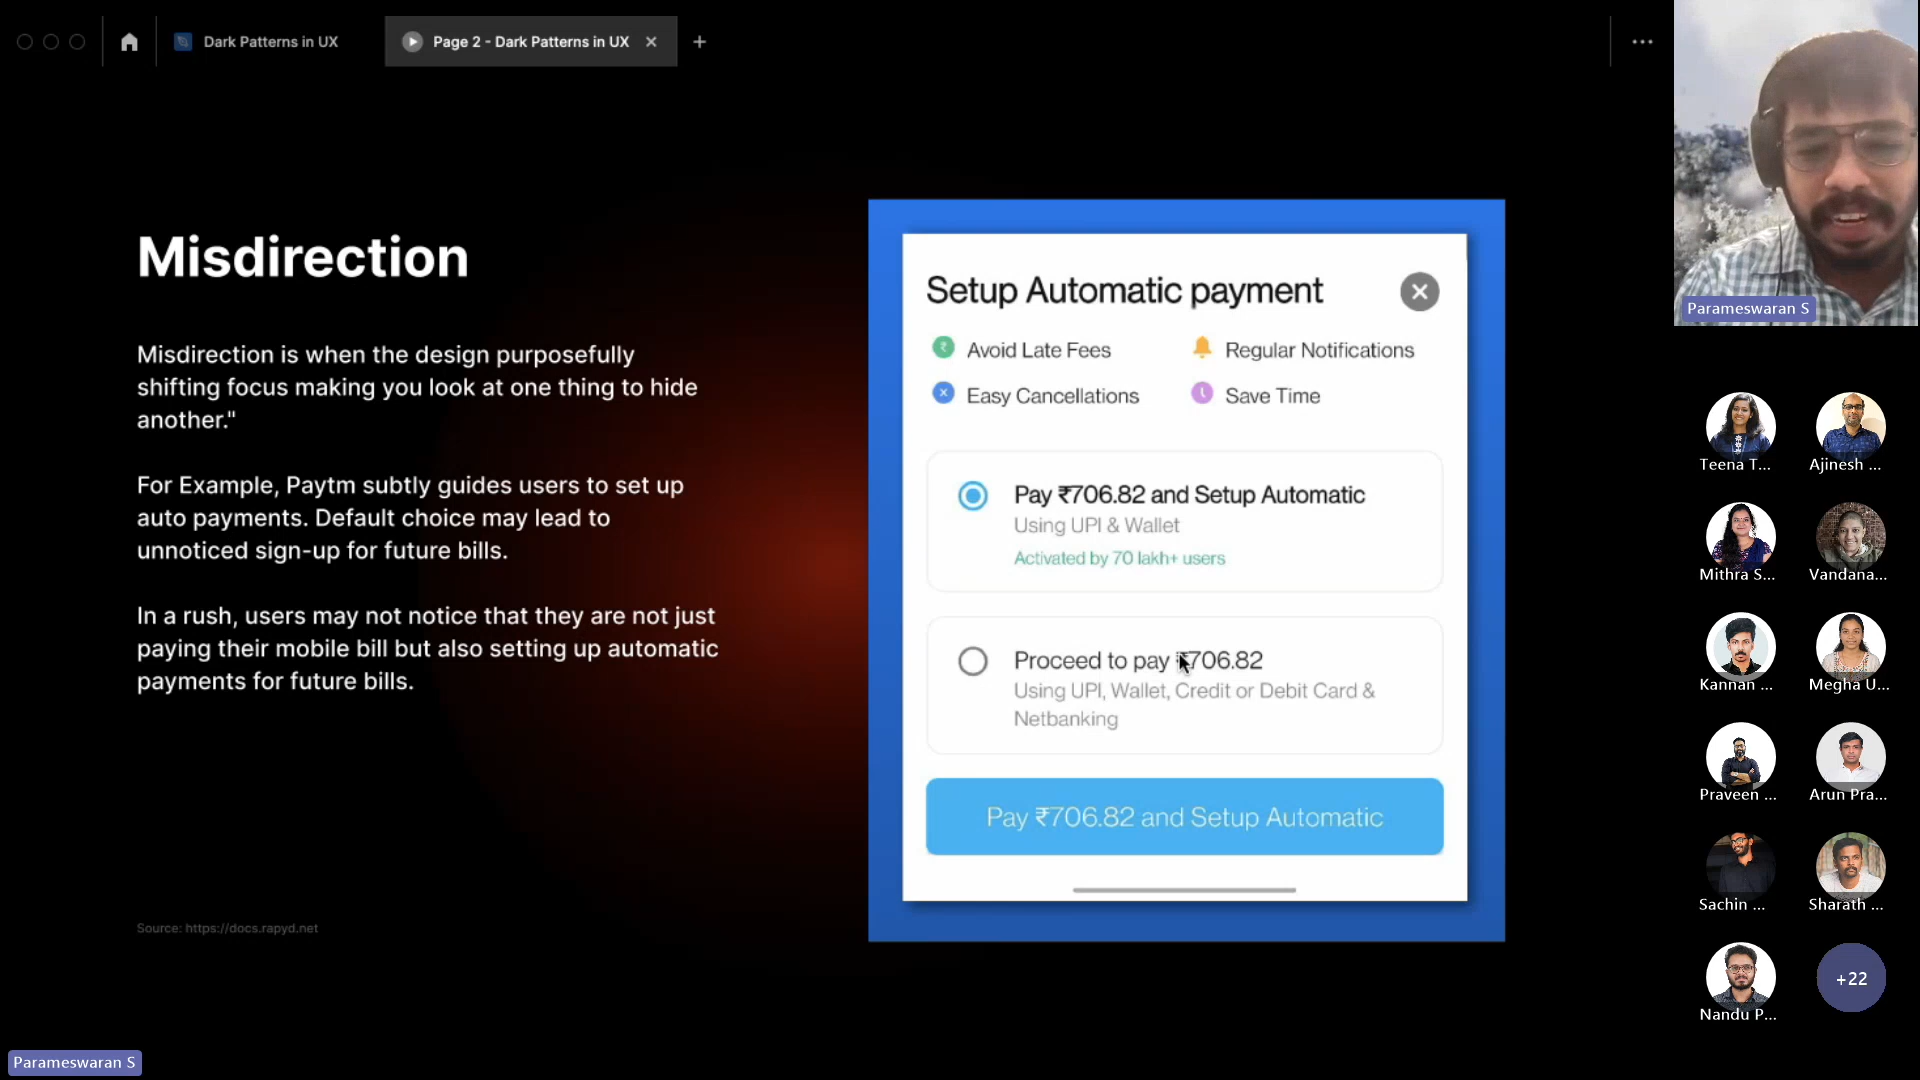 Dark Patterns in UX
Page 2 - Dark Patterns in UX
Misdirection
Misdirection is when the design purposefully
shifting focus making you look at one thing to hide
another."
For Example, Paytm subtly guides users to set up
auto payments. Default choice may lead to
unnoticed sign-up for future bills.
In a rush, users may not notice that they are not just
paying their mobile bill but also setting up automatic
payments for future bills.
Source: https://docs.rapyd.net
Setup Automatic payment
Avoid Late Fees
Regular Notifications
Easy Cancellations
Save Time
Pay ₹706.82 and Setup Automatic
Using UPI & Wallet
Activated by 70 lakh+ users
Proceed to pay ₹706.82
Using UPI, Wallet, Credit or Debit Card &
Netbanking
Pay ₹706.82 and Setup Automatic
Parameswaran S
Teena T...
Ajinesh ...
Mithra S...
Vandana...
Kannan ...
Megha U...
Praveen ...
Arun Pra...
Sachin ...
Sharath ...
Nandu P...
+22
Parameswaran S